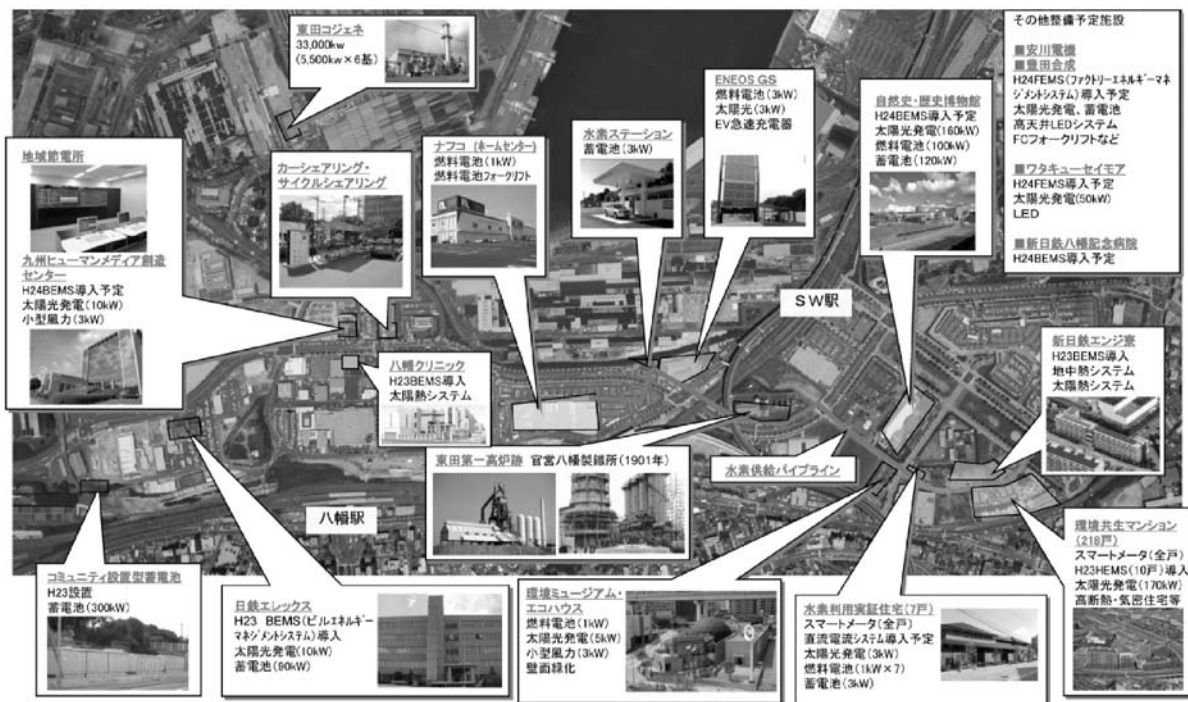 東田コジェネ
33,000kw
(5,500kw×6基)
地域節電所
九州ヒューマンメディア創造
センター
H24BEMS導入予定
太陽光発電(10kW)
小型風力(3kW)
カーシェアリング・
サイクルシェアリング
ナフコ (ホームセンター)
燃料電池(1kW)
燃料電池フォークリフト
水素ステーション
蓄電池(3kW)
ENEOS GS
燃料電池(3kW)
太陽光(3kW)
EV急速充電器
自然史・歴史博物館
H24BEMS導入予定
太陽光発電(160kW)
燃料電池(100kW)
蓄電池(120kW)
その他整備予定施設
■安川電機
■豊田合成
H24FEMS(ファクトリーエネルギーマネ
ジメントシステム)導入予定
太陽光発電、蓄電池
高天井LEDシステム
FCフォークリフトなど
■ワタキューセイモア
H24FEMS導入予定
太陽光発電(50kW)
LED
■新日鉄八幡記念病院
H24BEMS導入予定
SW駅
八幡クリニック
H23BEMS導入
太陽熱システム
新日鉄エンジ寮
H23BEMS導入
地中熱システム
太陽熱システム
東田第一高炉跡 官営八幡製鐵所(1901年)
水素供給パイプライン
八幡駅
コミュニティ設置型蓄電池
H23設置
蓄電池(300kW)
日鉄エレックス
H23 BEMS(ビルエネルギー
マネジメントシステム)導入
太陽光発電(10kW)
蓄電池(90kW)
環境ミュージアム・
エコハウス
燃料電池(1kW)
太陽光発電(5kW)
小型風力(3kW)
壁面緑化
水素利用実証住宅(7戸)
スマートメータ(全戸)
直流電流システム導入予定
太陽光発電(3kW)
燃料電池(1kW×7)
蓄電池(3kW)
環境共生マンション
(218戸)
スマートメータ(全戸)
H23HEMS(10戸)導入
太陽光発電(170kW)
高断熱・気密住宅等